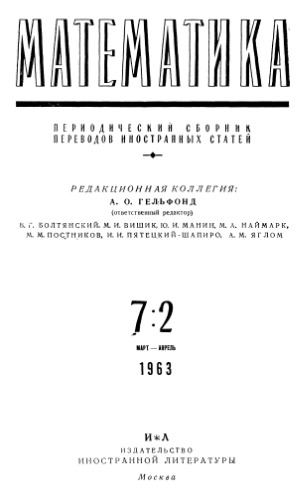 МАТЕМАТИКА
ПЕРИОДИЧЕСКИЙ СБОРНИК
ПЕРЕВОДОВ ИНОСТРАННЫХ СТАТЕЙ
РЕДАКЦИОННАЯ КОЛЛЕГИЯ:
А. О. ГЕЛЬФОНД
(ответственный редактор)
В. Г. БОЛТЯНСКИЙ, М. И. ВИШИК, Ю. И. МАНИН, М. А. НАЙМАРК,
М. М. ПОСТНИКОВ, И. И. ПЯТЕЦКИЙ-ШАПИРО, А. М. ЯГЛОМ
7:2
МАРТ — АПРЕЛЬ
1963
И*Л
ИЗДАТЕЛЬСТВО
ИНОСТРАННОЙ ЛИТЕРАТУРЫ
Москва